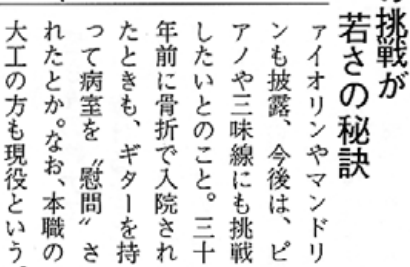 挑戦が
若さの秘訣
ァイオリンやマンドリ
ンも披露、今後は、ピ
アノや三味線にも挑戦
したいとのこと。三十
年前に骨折で入院され
たときも、ギターを持
って病室を〝慰問〟さ
れたとか。なお、本職の
大工の方も現役という。